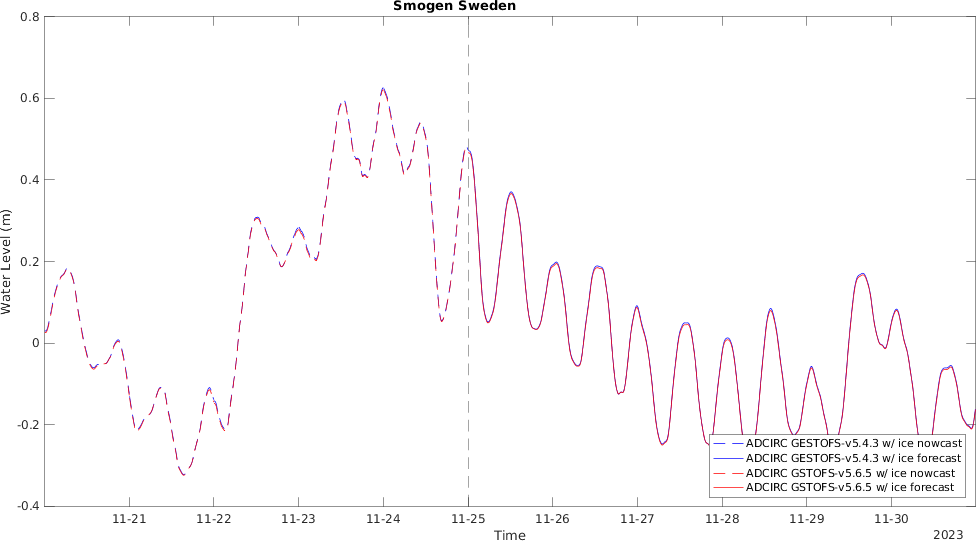 Smogen Sweden
0.8
0.6
0.4
0.2
0
-0.2
-0.4
Water Level (m)
ADCIRC GESTOFS-v5.4.3 w/ ice nowcast
ADCIRC GESTOFS-v5.4.3 w/ ice forecast
ADCIRC GSTOFS-v5.6.5 w/ ice nowcast
ADCIRC GSTOFS-v5.6.5 w/ ice forecast
11-21 11-22 11-23 11-24 11-25 11-26 11-27 11-28 11-29 11-30
Time
2023